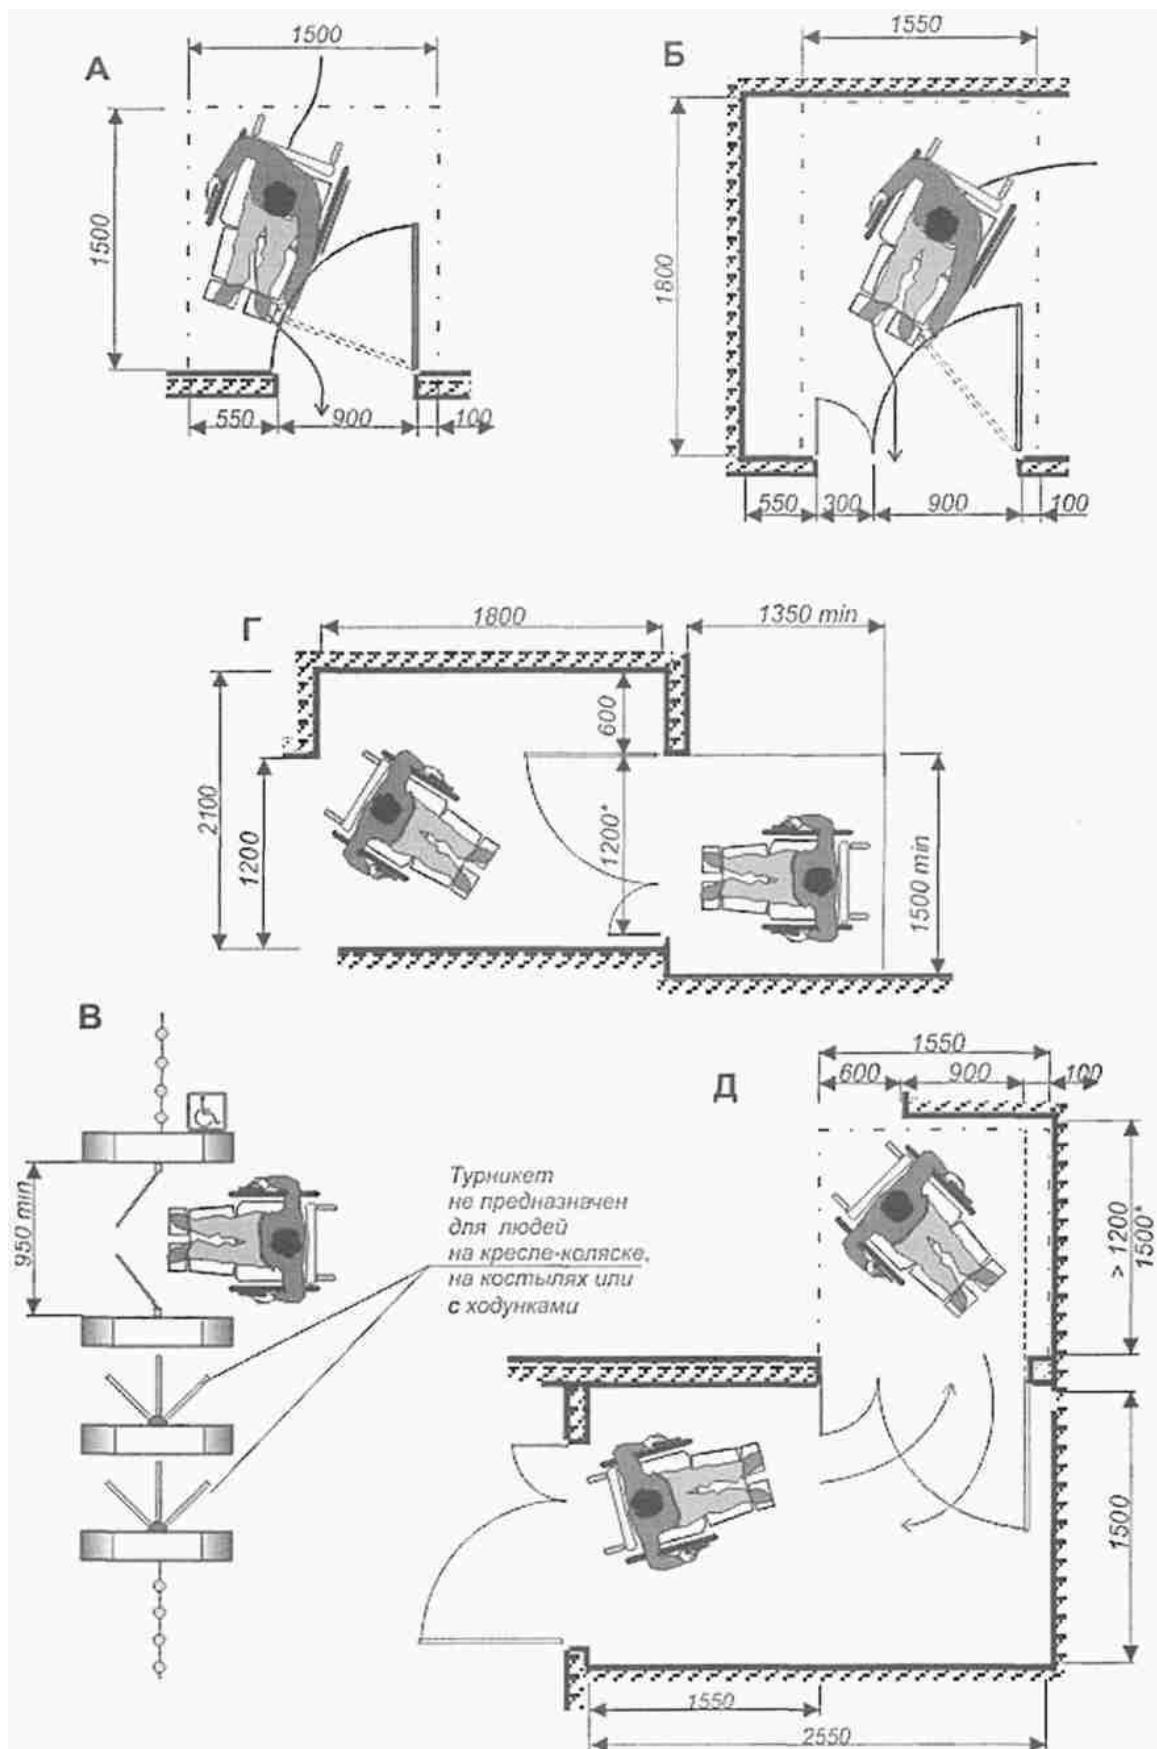 А
1500
1500
550
900
100
Б
1550
1800
550
300
900
100
Г
1800
1350 min
600
2100
1200
1200*
1500 min
В
950 min
Турникет
не предназначен
для людей
на кресле-коляске,
на костылях или
с ходунками
Д
1550
600
900
100
> 1200
1500*
1500
1550
2550